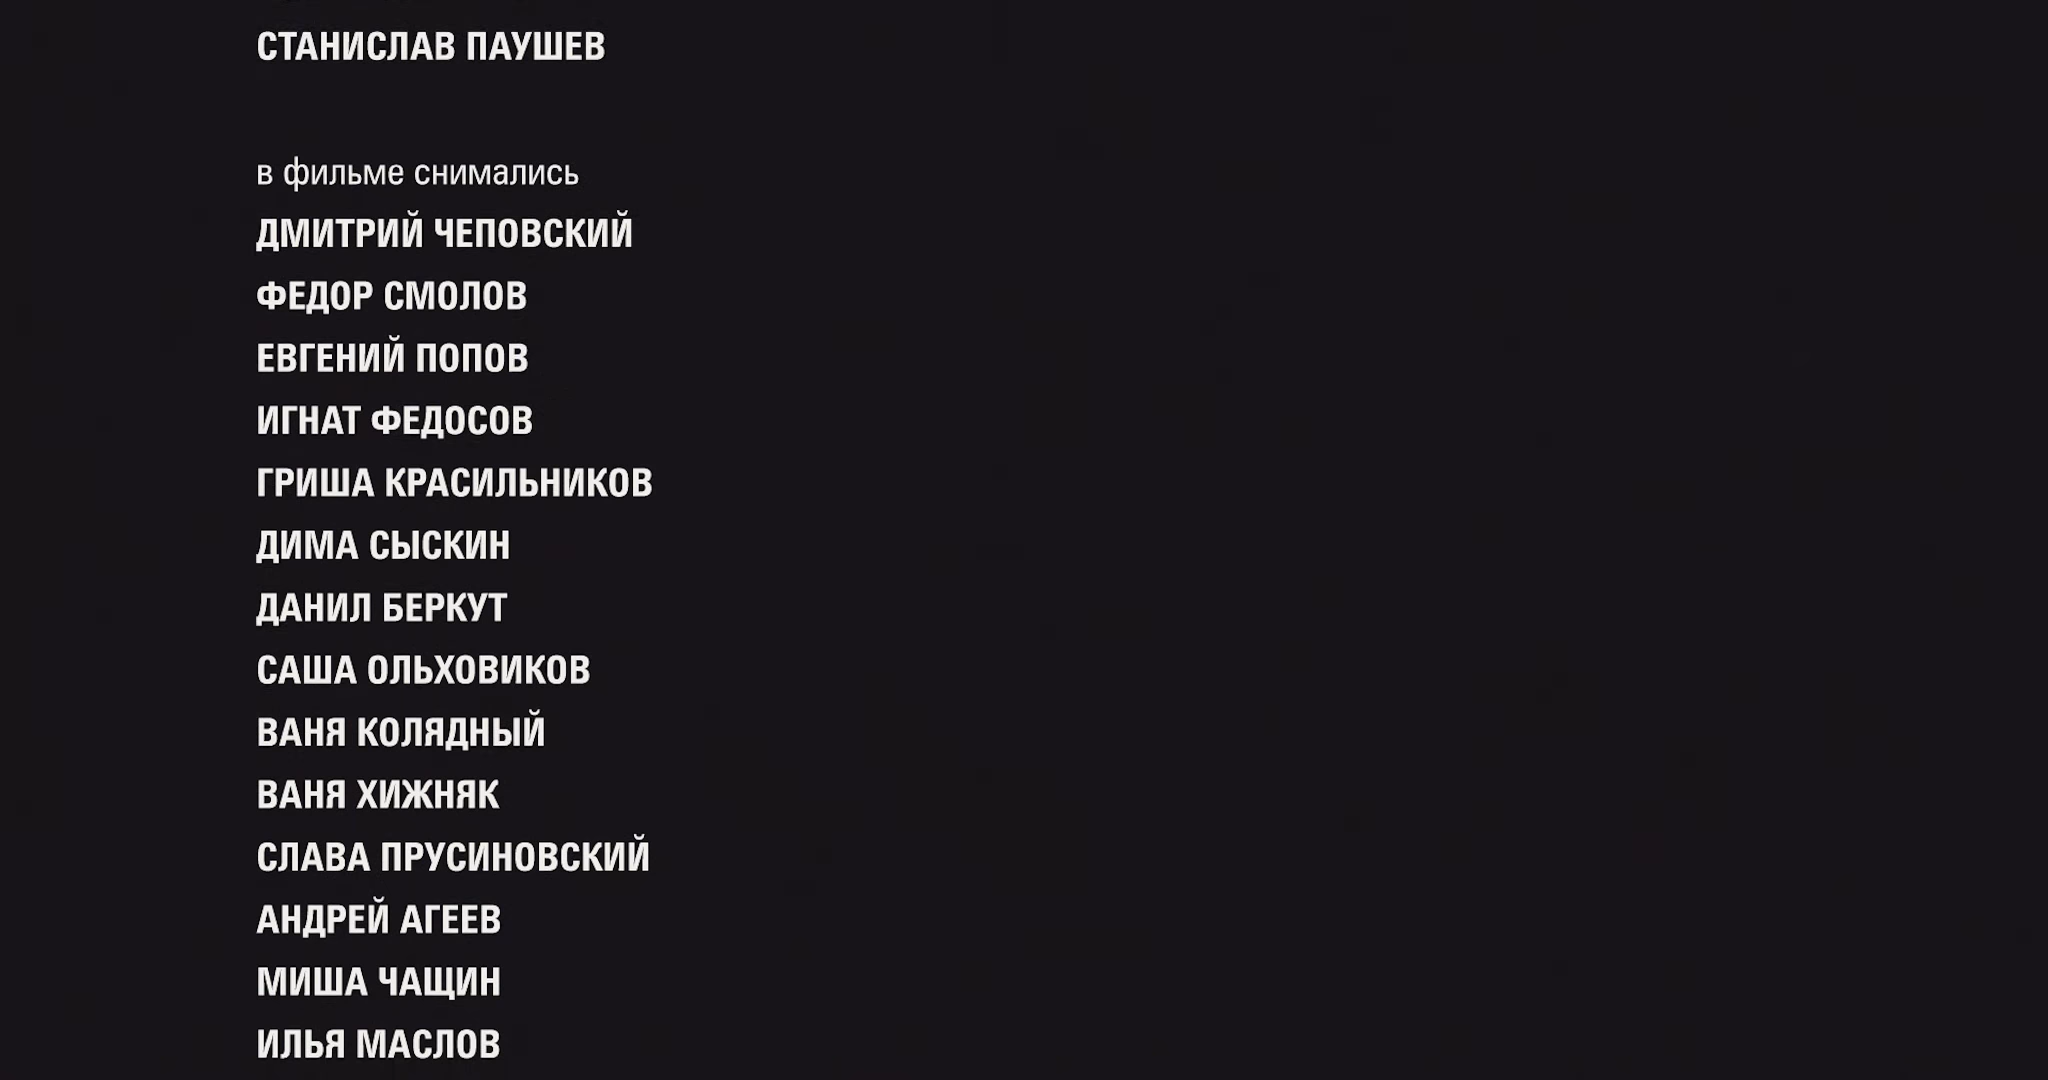 СТАНИСЛАВ ПАУШЕВ
в фильме снимались
ДМИТРИЙ ЧЕПОВСКИЙ
ФЕДОР СМОЛОВ
ЕВГЕНИЙ ПОПОВ
ИГНАТ ФЕДОСОВ
ГРИША КРАСИЛЬНИКОВ
ДИМА СЫСКИН
ДАНИЛ БЕРКУТ
САША ОЛЬХОВИКОВ
ВАНЯ КОЛЯДНЫЙ
ВАНЯ ХИЖНЯК
СЛАВА ПРУСИНОВСКИЙ
АНДРЕЙ АГЕЕВ
МИША ЧАЩИН
ИЛЬЯ МАСЛОВ